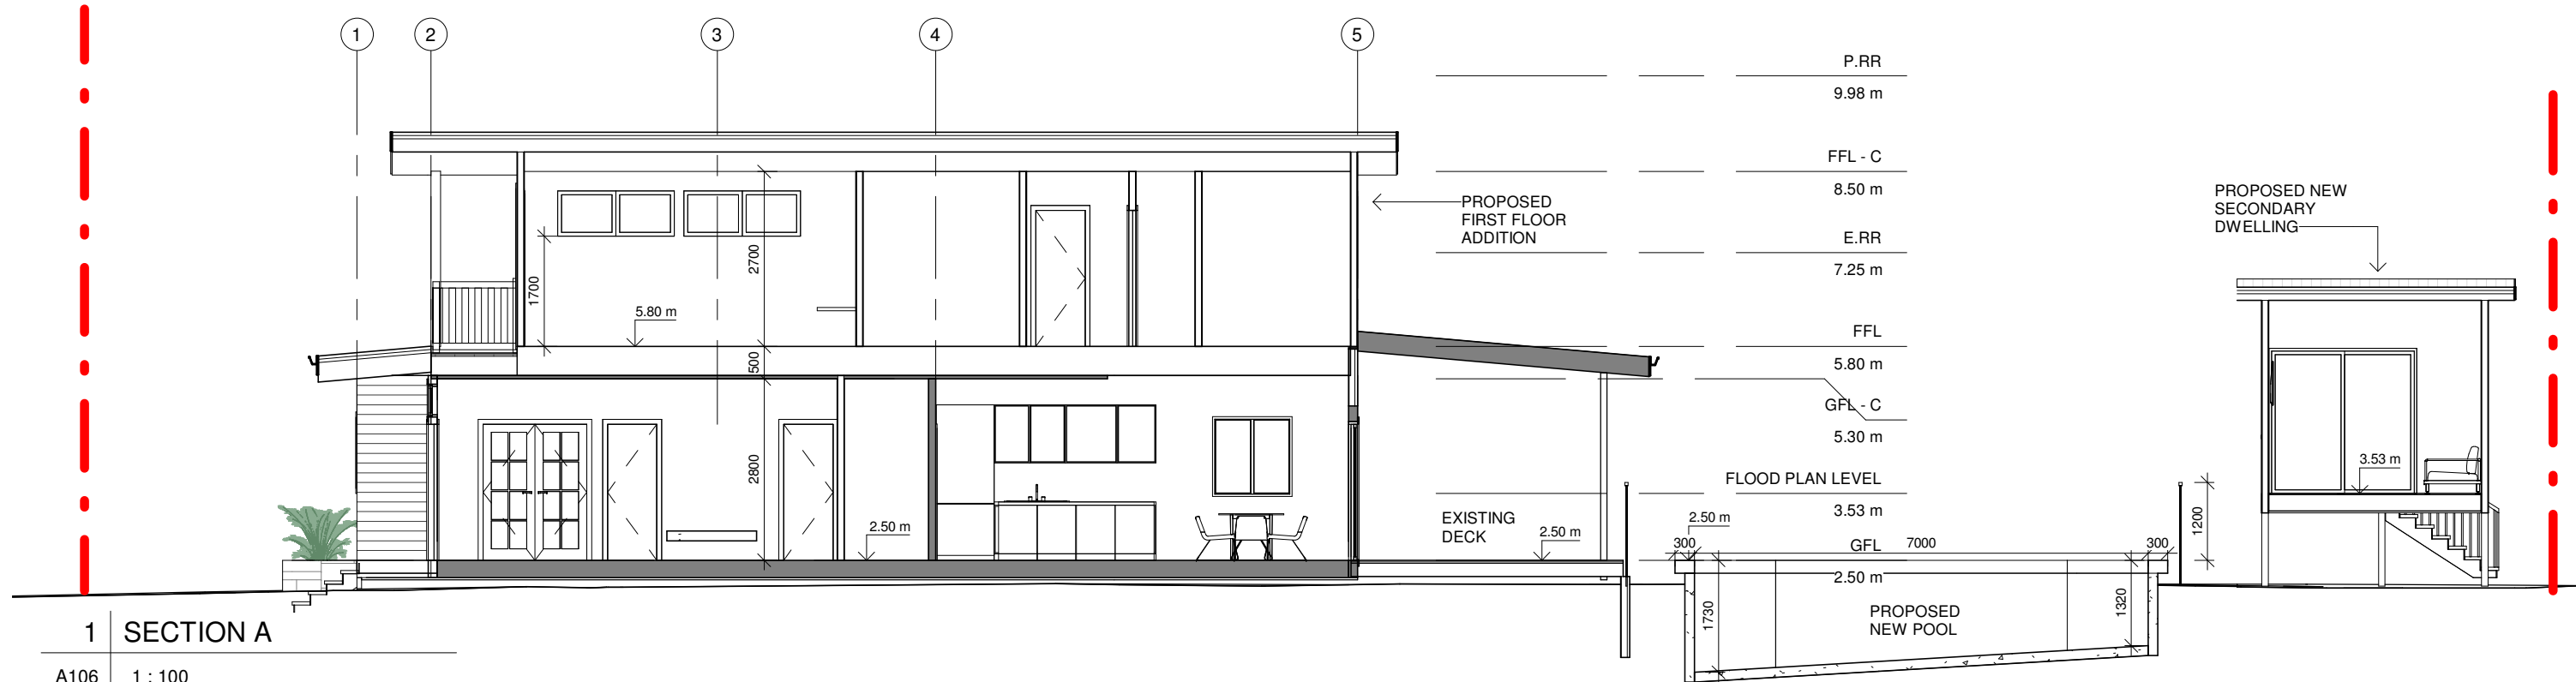 1
2
3
4
5
P.RR
9.98 m
FFL - C
8.50 m
PROPOSED
FIRST FLOOR
ADDITION
E.RR
7.25 m
PROPOSED NEW
SECONDARY
DWELLING
2700
1700
5.80 m
FFL
5.80 m
500
GFL - C
5.30 m
2800
FLOOD PLAN LEVEL
3.53 m
3.53 m
2.50 m
EXISTING
DECK
2.50 m
2.50 m
1200
GFL
2.50 m
300
7000
300
1730
1320
PROPOSED
NEW POOL
1
SECTION A
A106
1 : 100